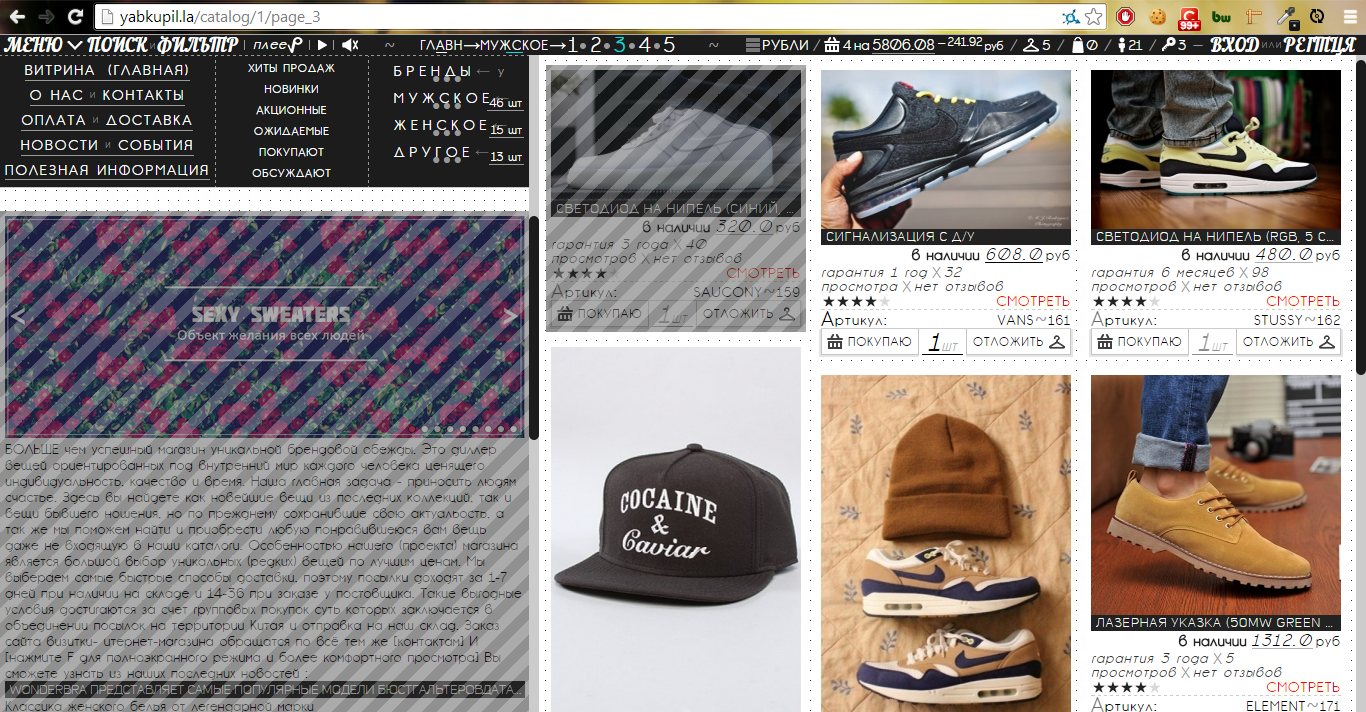 yabkupil.la/catalog/1/page_3
МЕНЮ ПОИСК и ФИЛЬТР | плеер | ~ ГЛАВН→МУЖСКОЕ→1•2•3•4•5 ~ РУБЛИ / 4 на 5806.08 –241.92 руб / 5 / 0 / 21 / 3 — ВХОД или РЕГТЦЯ
99+
bw
ВИТРИНА (ГЛАВНАЯ)
О НАС и КОНТАКТЫ
ОПЛАТА и ДОСТАВКА
НОВОСТИ и СОБЫТИЯ
ПОЛЕЗНАЯ ИНФОРМАЦИЯ
ХИТЫ ПРОДАЖ
НОВИНКИ
АКЦИОННЫЕ
ОЖИДАЕМЫЕ
ПОКУПАЮТ
ОБСУЖДАЮТ
БРЕНДЫ ← у
МУЖСКОЕ 46 шт
ЖЕНСКОЕ ← 15 шт
ДРУГОЕ ← 13 шт
< SEXY SWEATERS >
Объект желания всех людей
БОЛЬШЕ чем успешный магазин уникальной брендовой обежды. Это диллер
вещей ориентированных под внутренний мир каждого человека ценящего
индивидуальность, качество и время. Наша главная задача - приносить людям
счастье. Здесь вы найдете как новейшие вещи из последних коллекций, так и
вещи бывшего ношения, но по прежднему сохранившие свою актуальость, а
так же мы поможем найти и приобрести любую понравившиеюся вам вещь
даже не входящую в наши каталоги. Особенностью нашего (проекта) магазина
является большой выбор уникальных (редких) вещей по лучшим ценам. Мы
выбераем самые быстрые способы доставки, поэтому посылки доходят за 1-7
дней при наличии на складе и 14-36 при заказе у постовщика. Такие выгодные
условия достигаются за счет групповых покупок суть которых заключается в
объединении посылок на территории Китая и отправка на наш склад. Заказ
сайта визитки- итернет-магазина обращатся по все тем же [контактам] И
[нажмите F для полноэкранного режима и более комфортного просмотра] Вы
сможете узнать из наших последних новостей :
WONDERBRA ПРЕДСТАВЛЯЕТ САМЫЕ ПОПУЛЯРНЫЕ МОДЕЛИ БЮСТГАЛЬТЕРОВДАТА...
Классика женского белья от легендарной марки
СВЕТОДИОД НА НИПЕЛЬ (СИНИЙ, ...
в наличии 320.0 руб
гарантия 3 года X 40
просмотров X нет отзывов
★★★★ СМОТРЕТЬ
Артикул: SAUCONY~159
ПОКУПАЮ 1шт ОТЛОЖИТЬ
СИГНАЛИЗАЦИЯ С Д/У
в наличии 608.0 руб
гарантия 1 год X 32
просмотра X нет отзывов
★★★★★ СМОТРЕТЬ
Артикул: VANS~161
ПОКУПАЮ 1шт ОТЛОЖИТЬ
СВЕТОДИОД НА НИПЕЛЬ (RGB, 5 С...
в наличии 480.0 руб
гарантия 6 месяцев X 98
просмотров X нет отзывов
★★★★★ СМОТРЕТЬ
Артикул: STUSSY~162
ПОКУПАЮ 1шт ОТЛОЖИТЬ
COCAINE
&
Caviar
ЛАЗЕРНАЯ УКАЗКА (50MW GREEN ...
в наличии 1312.0 руб
гарантия 3 года X 5
просмотров X нет отзывов
★★★★★ СМОТРЕТЬ
Артикул: ELEMENT~171